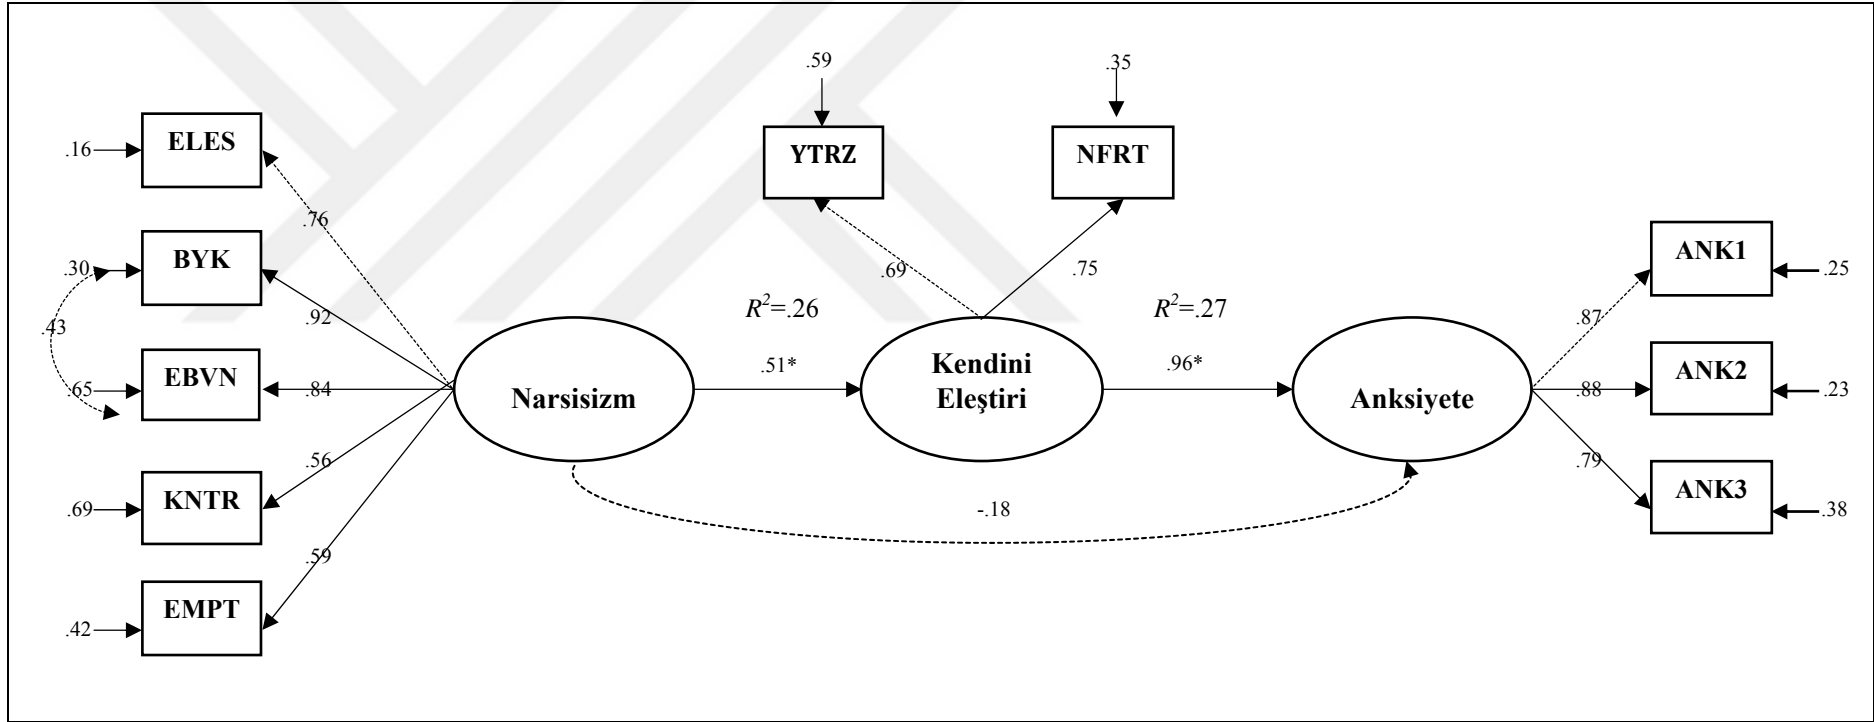 .59
.35
.16
ELES
YTRZ
NFRT
.76
BYK
.30
.92
.69
.75
ANK1
.25
R²=.26
R²=.27
.87
.43
EBVN
.65
.84
Narsisizm
.51*
Kendini
Eleştiri
.96*
Anksiyete
.88
ANK2
.23
.56
KNTR
.69
-.18
.79
ANK3
.38
.59
EMPT
.42